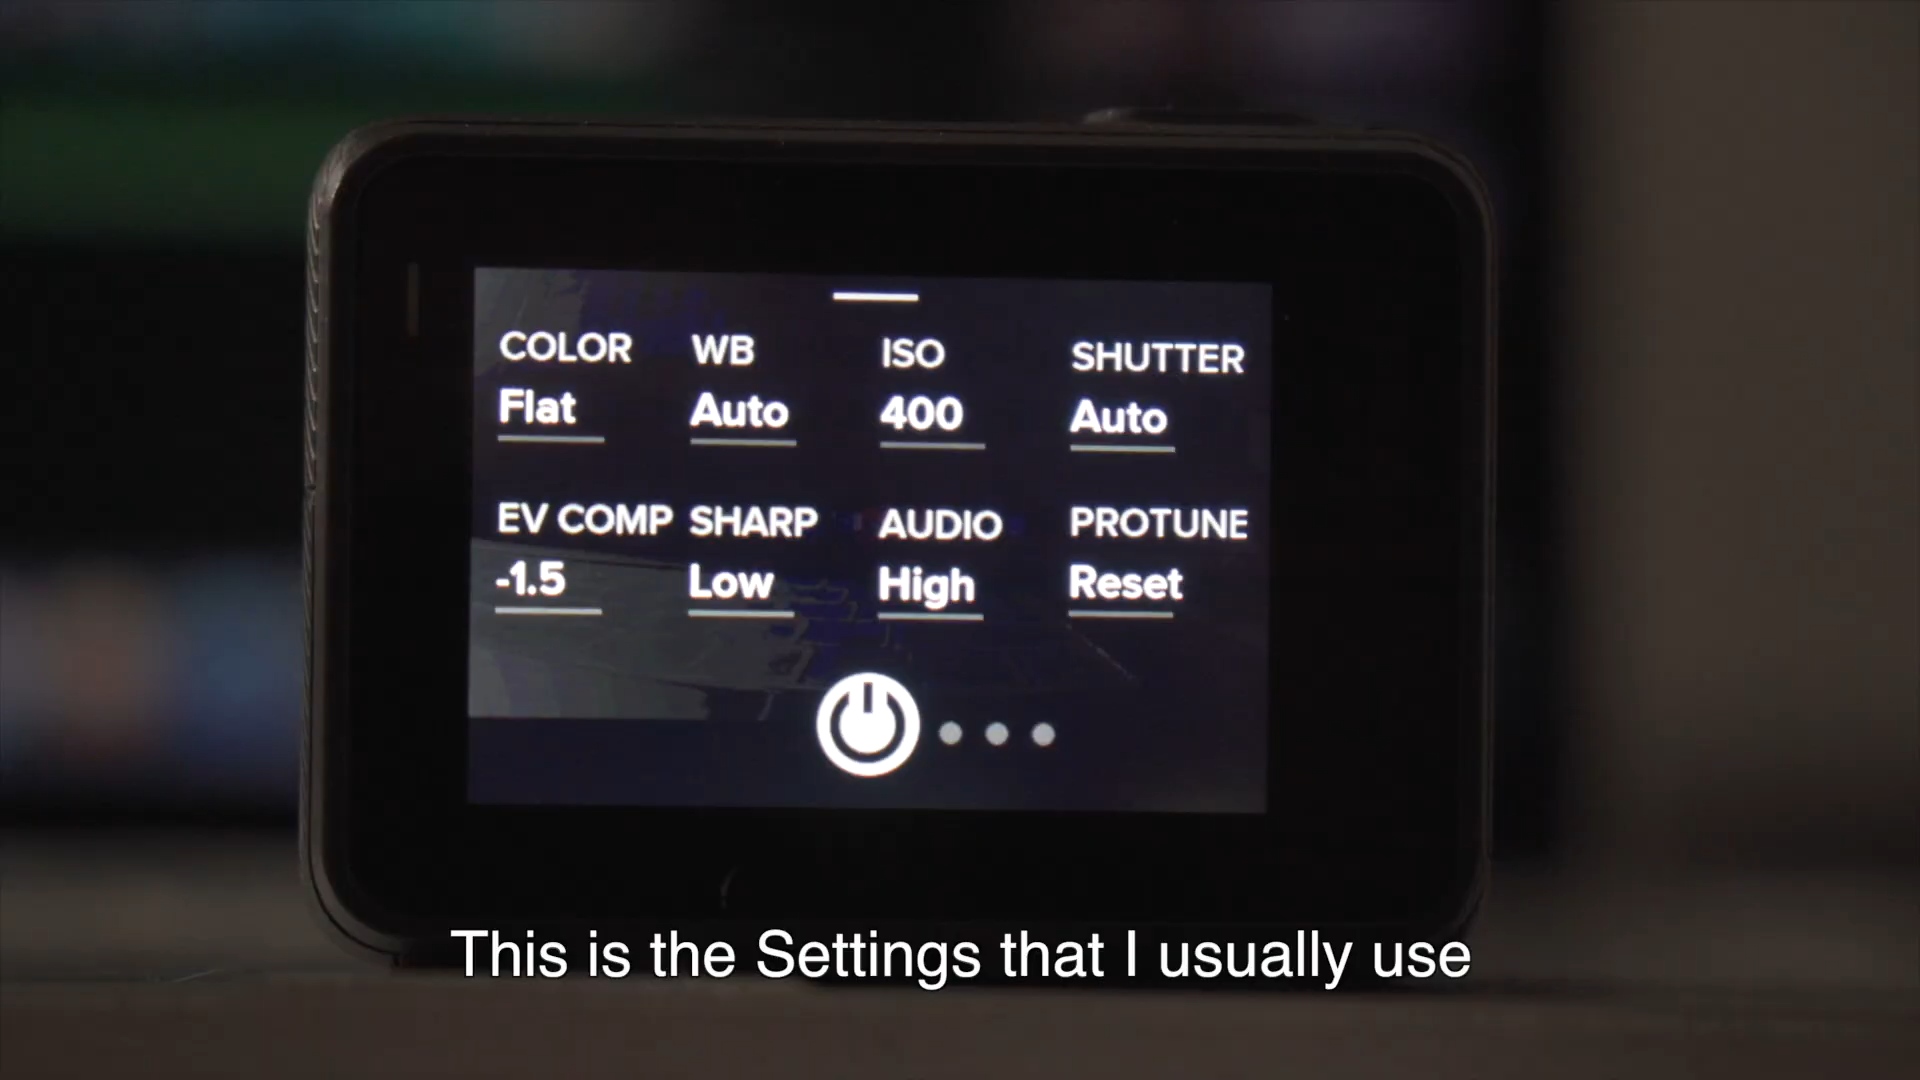 COLOR WB ISO SHUTTER
Flat Auto 400 Auto
EV COMP SHARP AUDIO PROTUNE
-1.5 Low High Reset
This is the Settings that I usually use